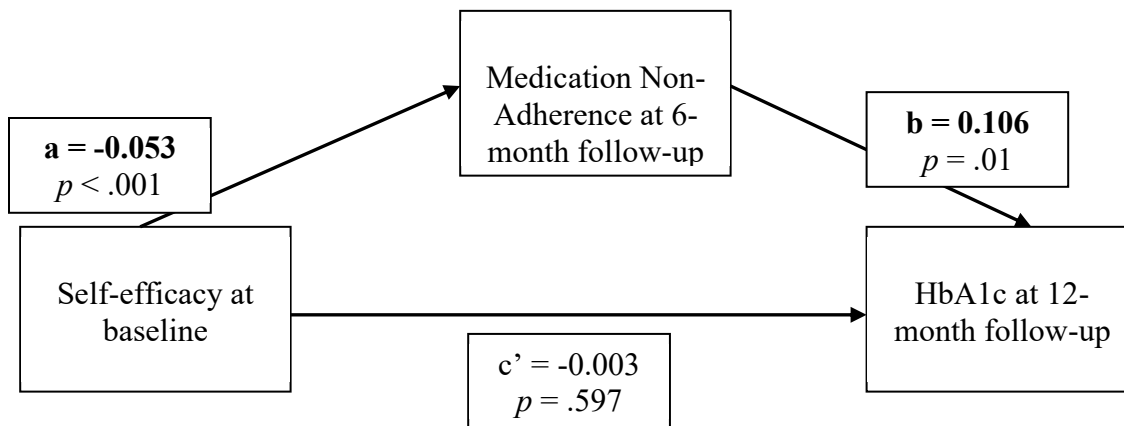 Medication Non-
Adherence at 6-
month follow-up
a = -0.053
p < .001
b = 0.106
p = .01
Self-efficacy at
baseline
HbA1c at 12-
month follow-up
c’ = -0.003
p = .597